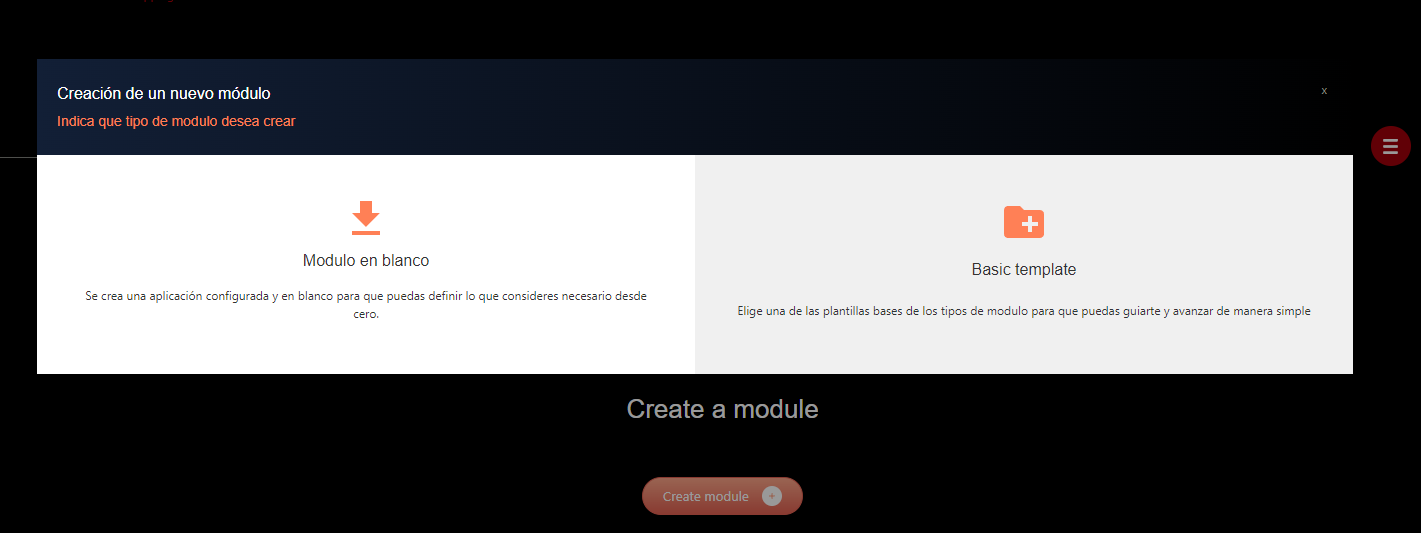 Creación de un nuevo módulo
x
Indica que tipo de modulo desea crear
Modulo en blanco
Se crea una aplicación configurada y en blanco para que puedas definir lo que consideres necesario desde
cero.
Basic template
Elige una de las plantillas bases de los tipos de modulo para que puedas guiarte y avanzar de manera simple
Create a module
Create module